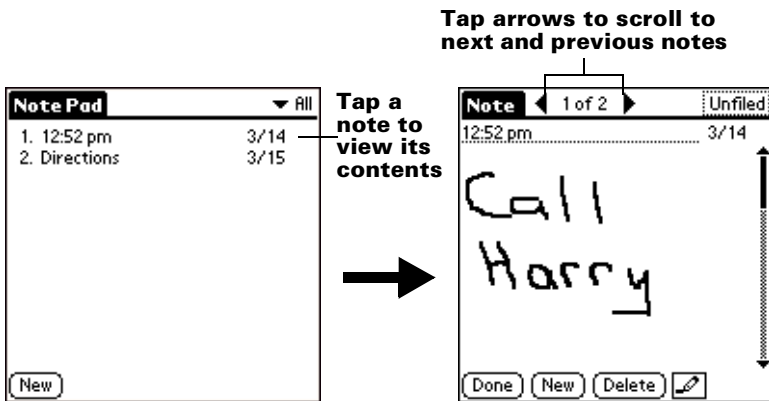 Tap arrows to scroll to
next and previous notes
Note Pad All
1. 12:52 pm 3/14
2. Directions 3/15
New
Tap a
note to
view its
contents
Note 1 of 2 Unfiled
12:52 pm 3/14
Call
Harry
Done New Delete